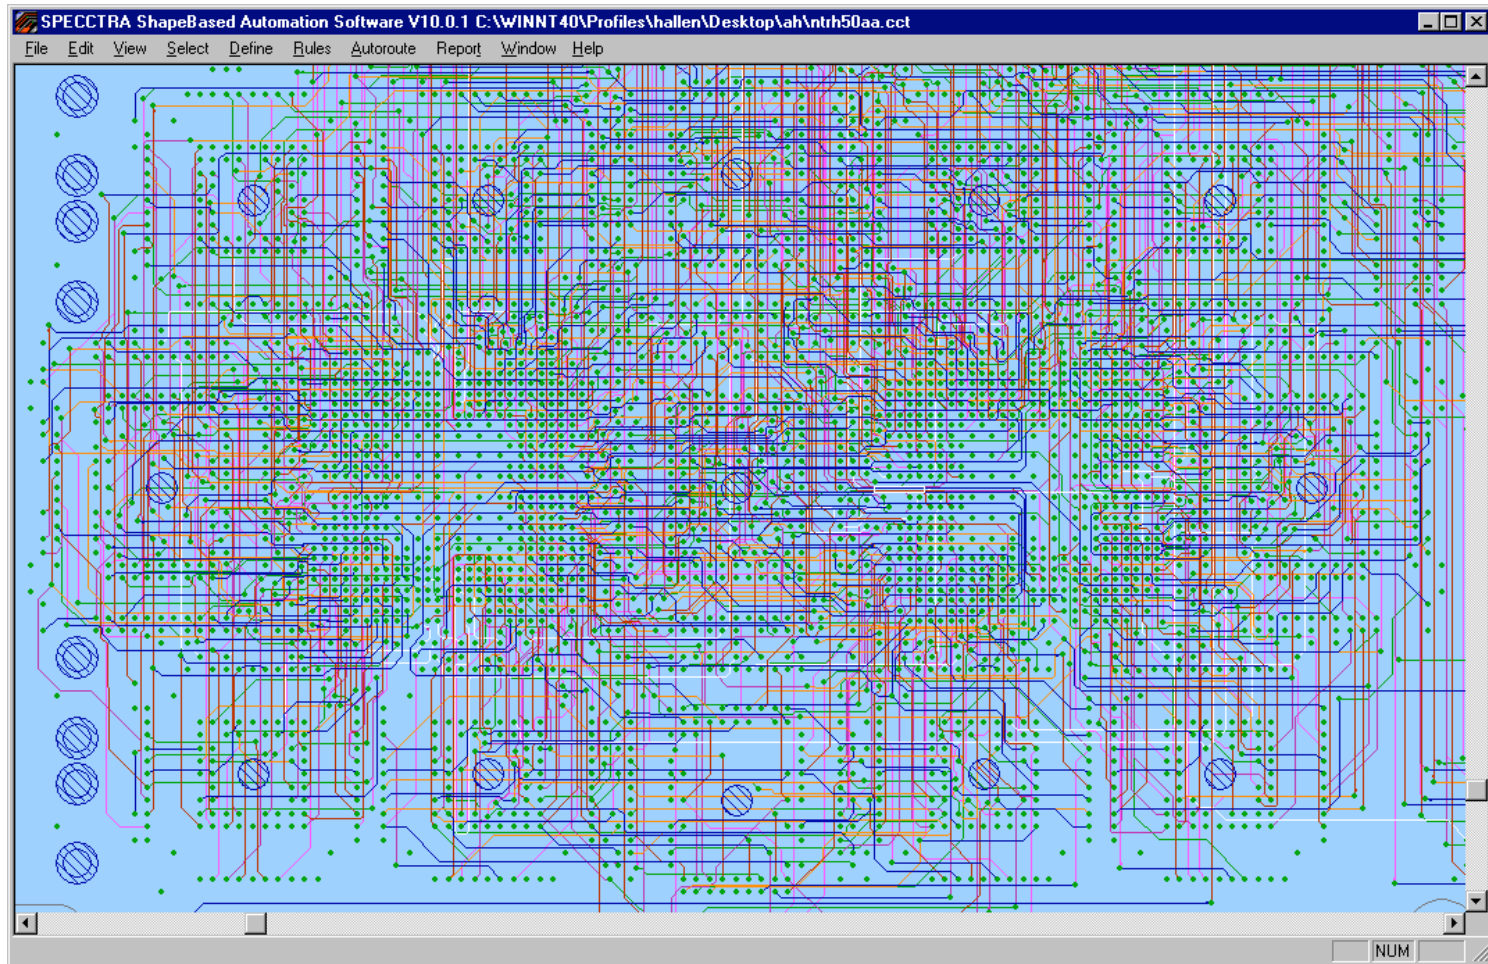 SPECCTRA ShapeBased Automation Software V10.0.1 C:\WINNT40\Profiles\hallen\Desktop\ah\ntrh50aa.cct
File Edit View Select Define Rules Autoroute Report Window Help
NUM